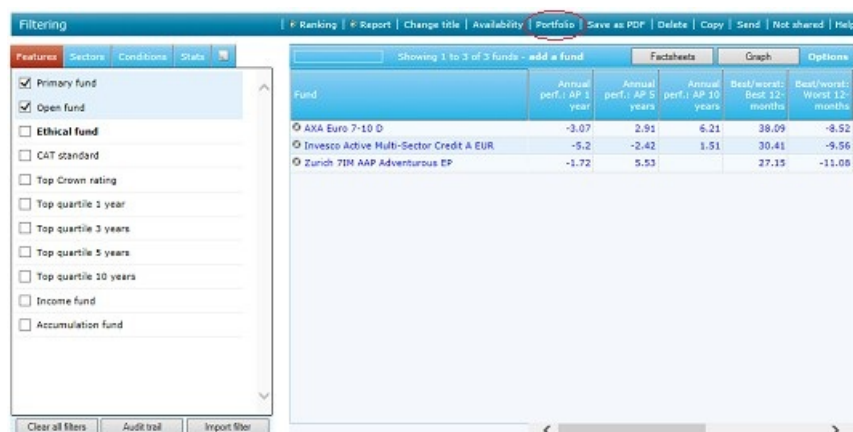 Filtering
| Ranking | Report | Change title | Availability | Portfolio | Save as PDF | Delete | Copy | Send | Not shared | Help
Features Sectors Conditions Stats
Showing 1 to 3 of 3 funds - add a fund Factsheets Graph Options
Primary fund
Open fund
Ethical fund
CAT standard
Top Crown rating
Top quartile 1 year
Top quartile 3 years
Top quartile 5 years
Top quartile 10 years
Income fund
Accumulation fund
Clear all filters Audit trail Import filter
Fund
Annual perf.: AP 1 year
Annual perf.: AP 5 years
Annual perf.: AP 10 years
Best/worst: Best 12-months
Best/worst: Worst 12-months
AXA Euro 7-10 D -3.07 2.91 6.21 38.09 -8.52
Invesco Active Multi-Sector Credit A EUR -5.2 -2.42 1.51 30.41 -9.56
Zurich 7IM AAP Adventurous EP -1.72 5.53 27.15 -11.08